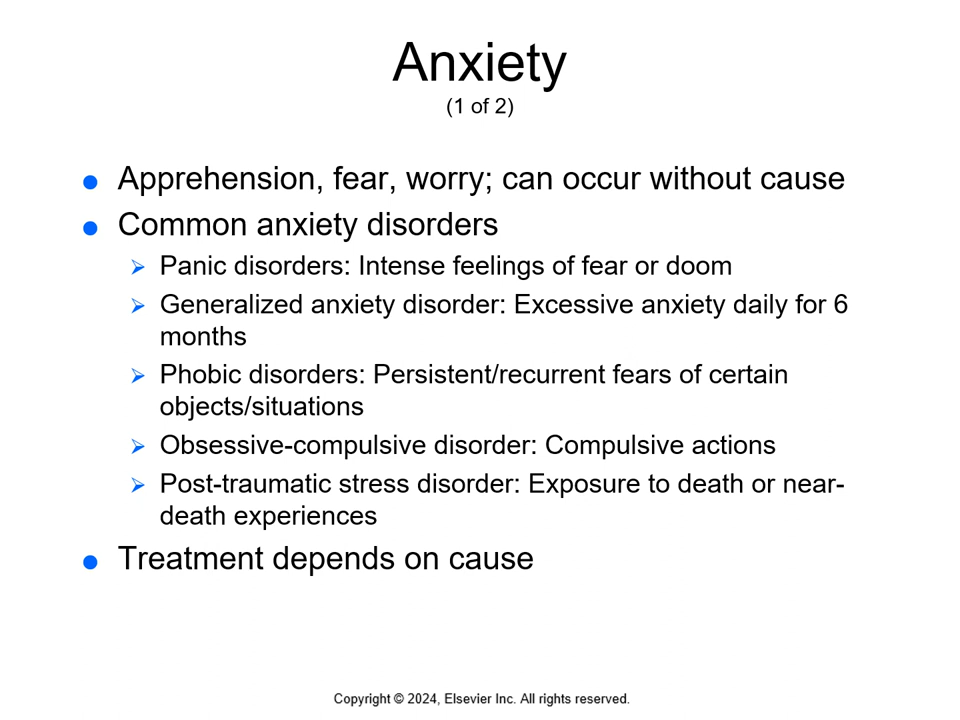 Anxiety
(1 of 2)
Apprehension, fear, worry; can occur without cause
Common anxiety disorders
Panic disorders: Intense feelings of fear or doom
Generalized anxiety disorder: Excessive anxiety daily for 6
months
Phobic disorders: Persistent/recurrent fears of certain
objects/situations
Obsessive-compulsive disorder: Compulsive actions
Post-traumatic stress disorder: Exposure to death or near-
death experiences
Treatment depends on cause
Copyright © 2024, Elsevier Inc. All rights reserved.